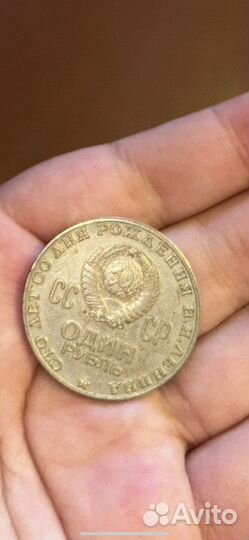 СТО ЛЕТ СО ДНЯ РОЖДЕНИЯ В.И.ЛЕНИНА
СС СР
ОДИН
РУБЛЬ
Avito